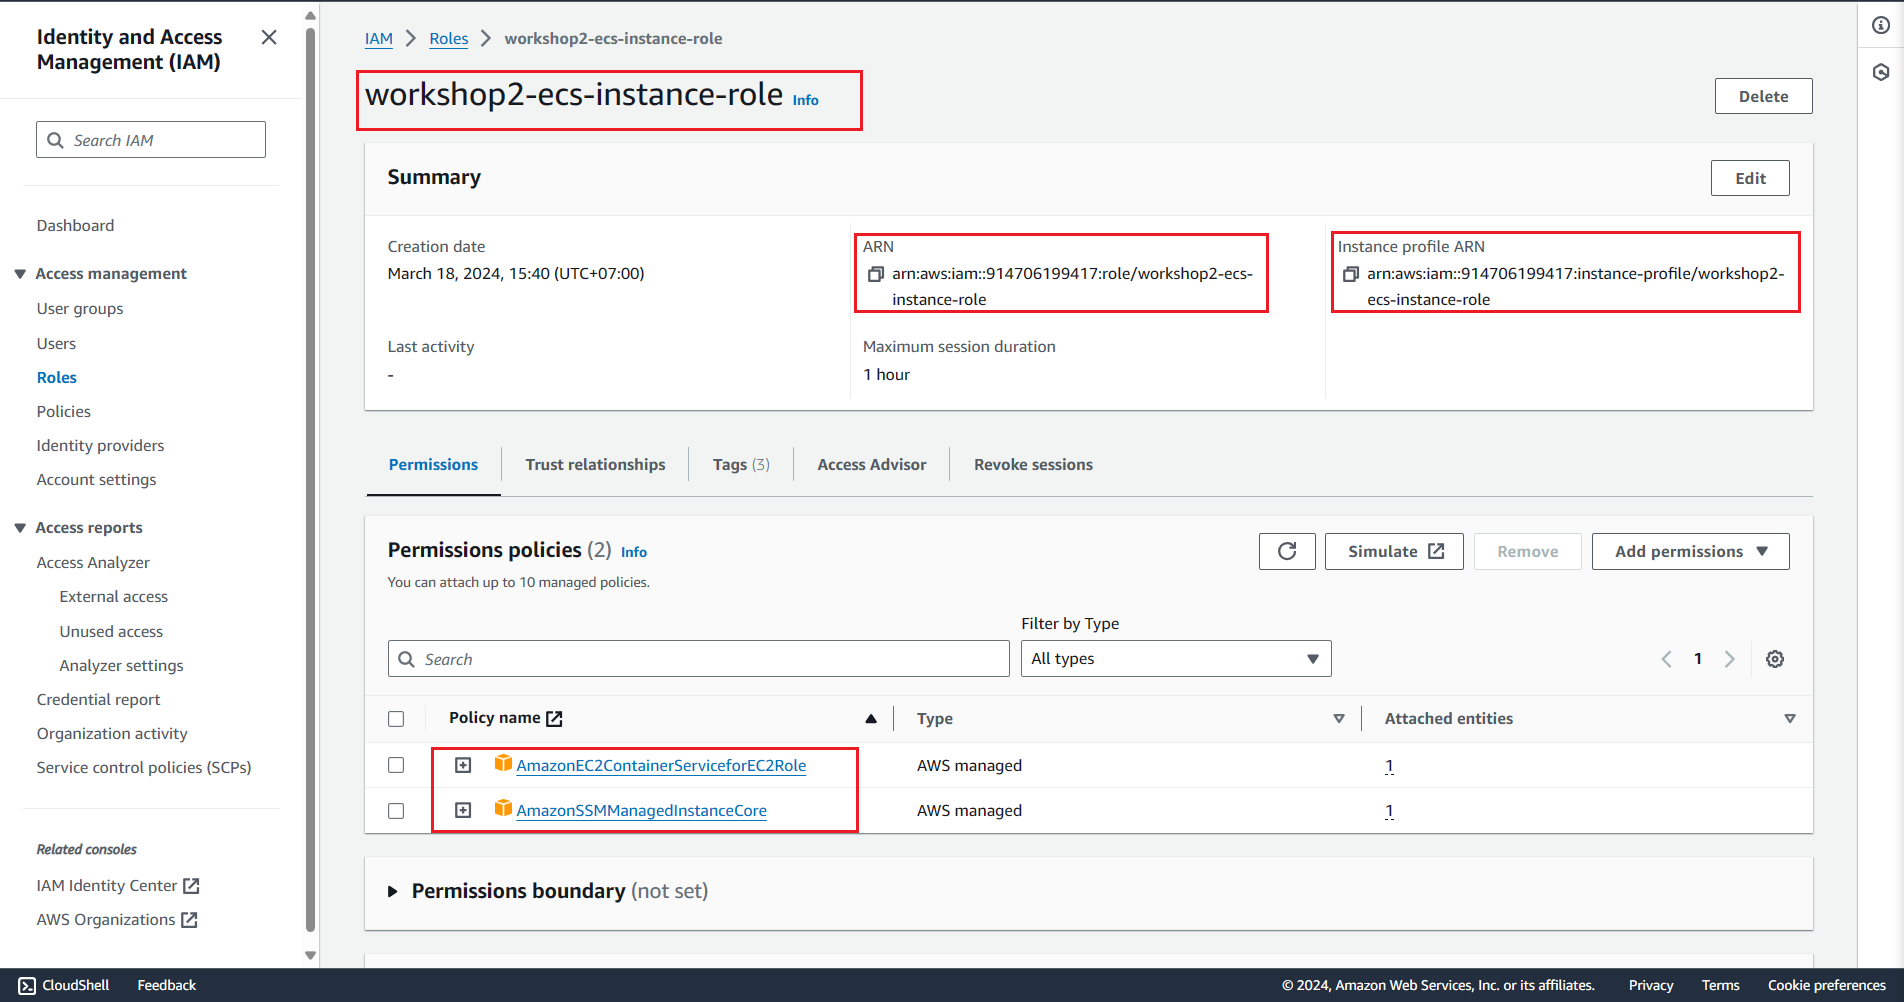 Identity and Access
Management (IAM)
Search IAM
Dashboard
Access management
User groups
Users
Roles
Policies
Identity providers
Account settings
Access reports
Access Analyzer
External access
Unused access
Analyzer settings
Credential report
Organization activity
Service control policies (SCPs)
Related consoles
IAM Identity Center
AWS Organizations
IAM > Roles > workshop2-ecs-instance-role
workshop2-ecs-instance-role Info
Delete
Summary
Edit
Creation date
March 18, 2024, 15:40 (UTC+07:00)
ARN
arn:aws:iam::914706199417:role/workshop2-ecs-
instance-role
Instance profile ARN
arn:aws:iam::914706199417:instance-profile/workshop2-
ecs-instance-role
Last activity
-
Maximum session duration
1 hour
Permissions Trust relationships Tags (3) Access Advisor Revoke sessions
Permissions policies (2) Info
You can attach up to 10 managed policies.
Simulate Remove Add permissions
Filter by Type
Search
All types
1
Policy name Type Attached entities
AmazonEC2ContainerServiceforEC2Role AWS managed 1
AmazonSSMManagedInstanceCore AWS managed 1
Permissions boundary (not set)
CloudShell Feedback © 2024, Amazon Web Services, Inc. or its affiliates. Privacy Terms Cookie preferences